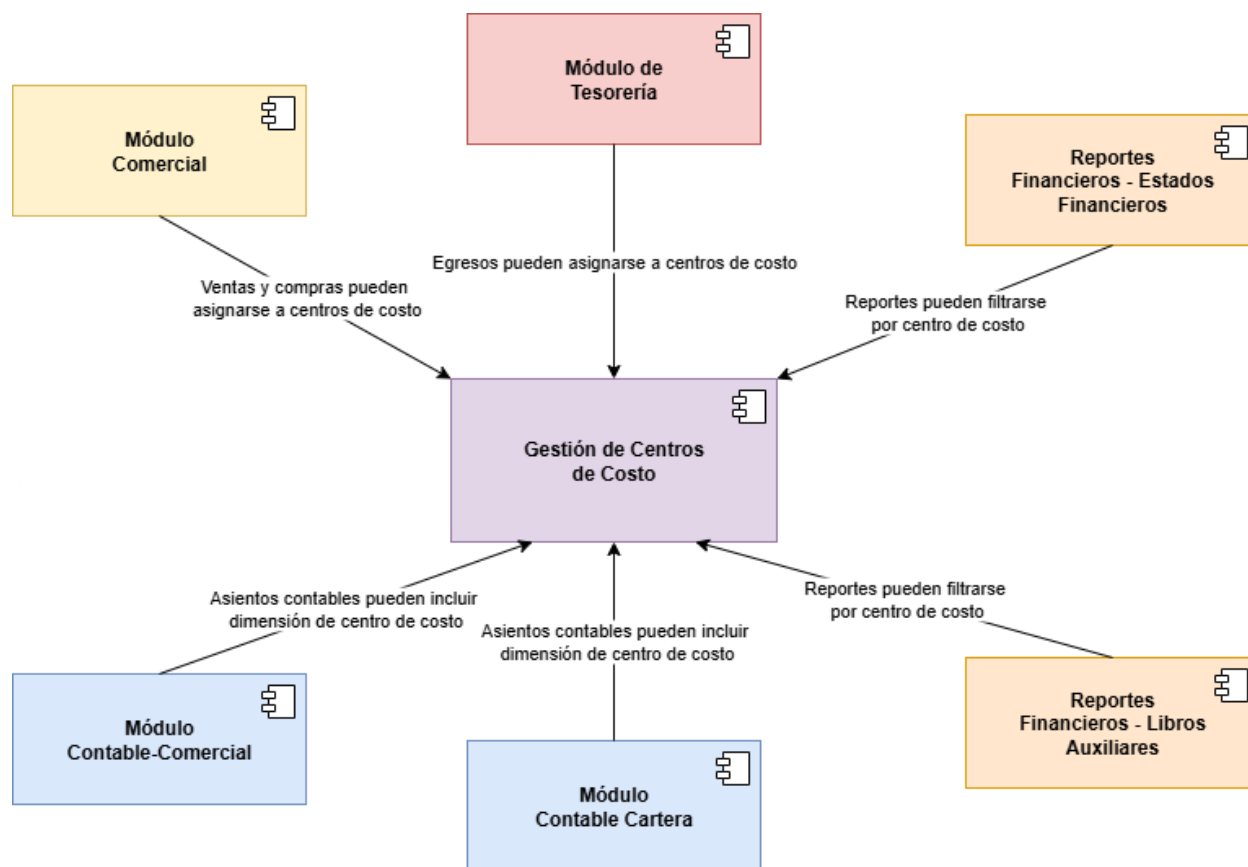 Módulo de
Tesorería
Módulo
Comercial
Reportes
Financieros - Estados
Financieros
Egresos pueden asignarse a centros de costo
Ventas y compras pueden
asignarse a centros de costo
Reportes pueden filtrarse
por centro de costo
Gestión de Centros
de Costo
Asientos contables pueden incluir
dimensión de centro de costo
Asientos contables pueden incluir
dimensión de centro de costo
Reportes pueden filtrarse
por centro de costo
Módulo
Contable-Comercial
Módulo
Contable Cartera
Reportes
Financieros - Libros
Auxiliares